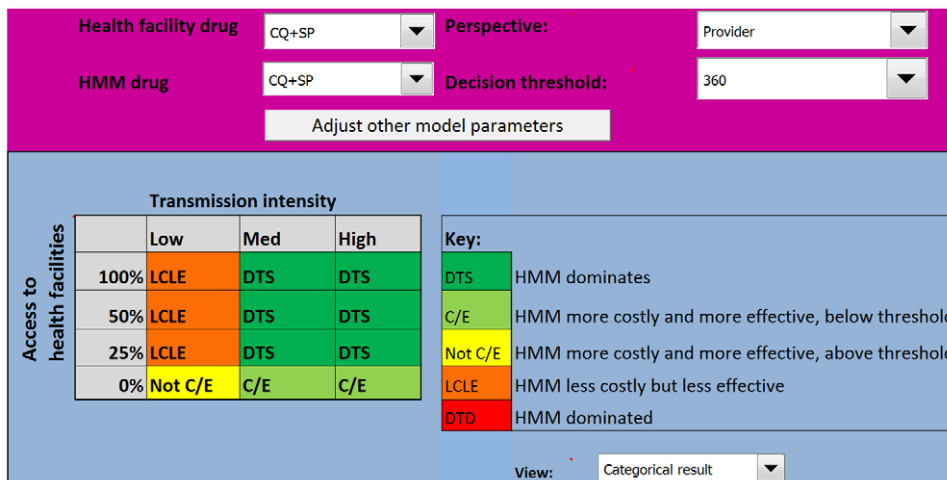 Health facility drug CQ+SP Perspective: Provider
HMM drug CQ+SP Decision threshold: 360
Adjust other model parameters
Transmission intensity
Access to
health facilities
Low Med High
100% LCLE DTS DTS
50% LCLE DTS DTS
25% LCLE DTS DTS
0% Not C/E C/E C/E
Key:
DTS HMM dominates
C/E HMM more costly and more effective, below threshold
Not C/E HMM more costly and more effective, above threshold
LCLE HMM less costly but less effective
DTD HMM dominated
View: Categorical result